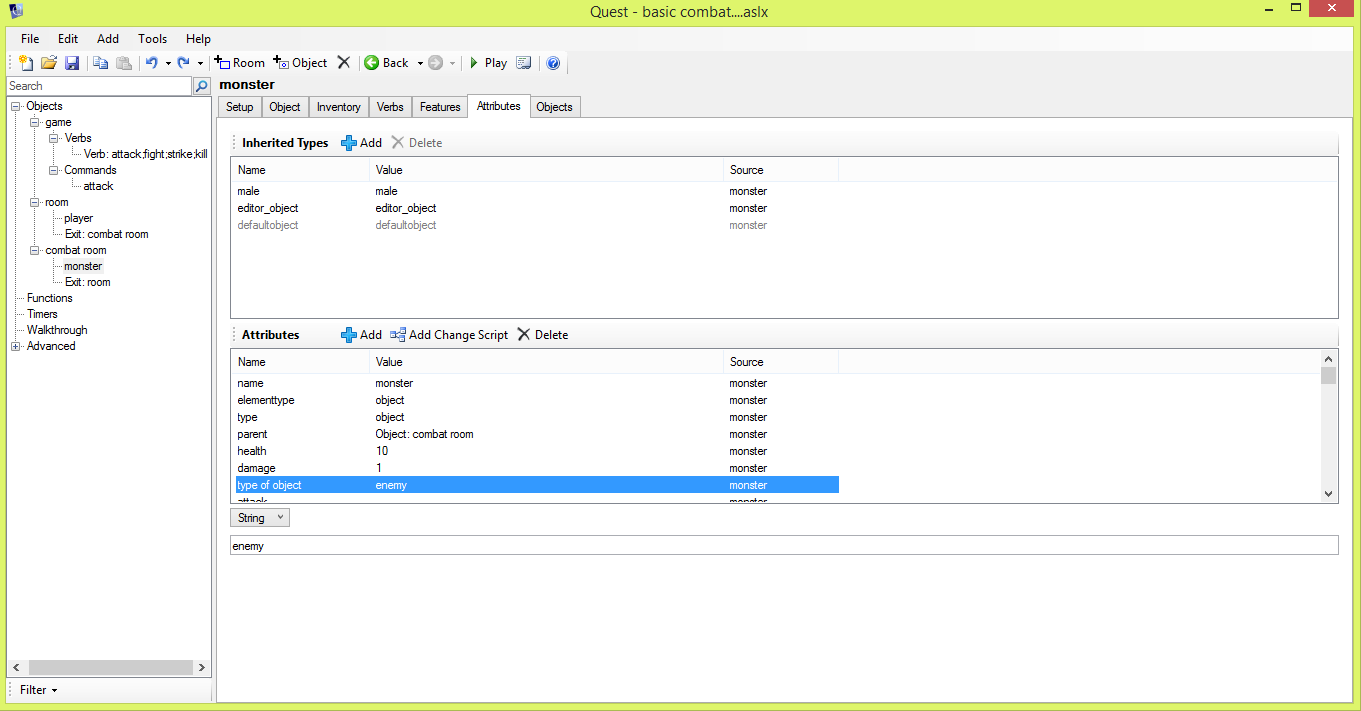 Quest - basic combat....aslx
File Edit Add Tools Help
Room Object Back Play
Search
monster
Setup Object Inventory Verbs Features Attributes Objects
Objects
game
Verbs
Verb: attack;fight;strike;kill
Commands
attack
room
player
Exit: combat room
combat room
monster
Exit: room
Functions
Timers
Walkthrough
Advanced
Filter
Inherited Types Add Delete
Name Value Source
male male monster
editor_object editor_object monster
defaultobject defaultobject monster
Attributes Add Add Change Script Delete
Name Value Source
name monster monster
elementtype object monster
type object monster
parent Object: combat room monster
health 10 monster
damage 1 monster
type of object enemy monster
attack monster
String
enemy